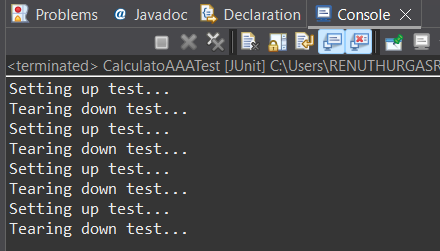 Problems @ Javadoc Declaration Console
<terminated> CalculatoAAATest [JUnit] C:\Users\RENUTHURGASR
Setting up test...
Tearing down test...
Setting up test...
Tearing down test...
Setting up test...
Tearing down test...
Setting up test...
Tearing down test...